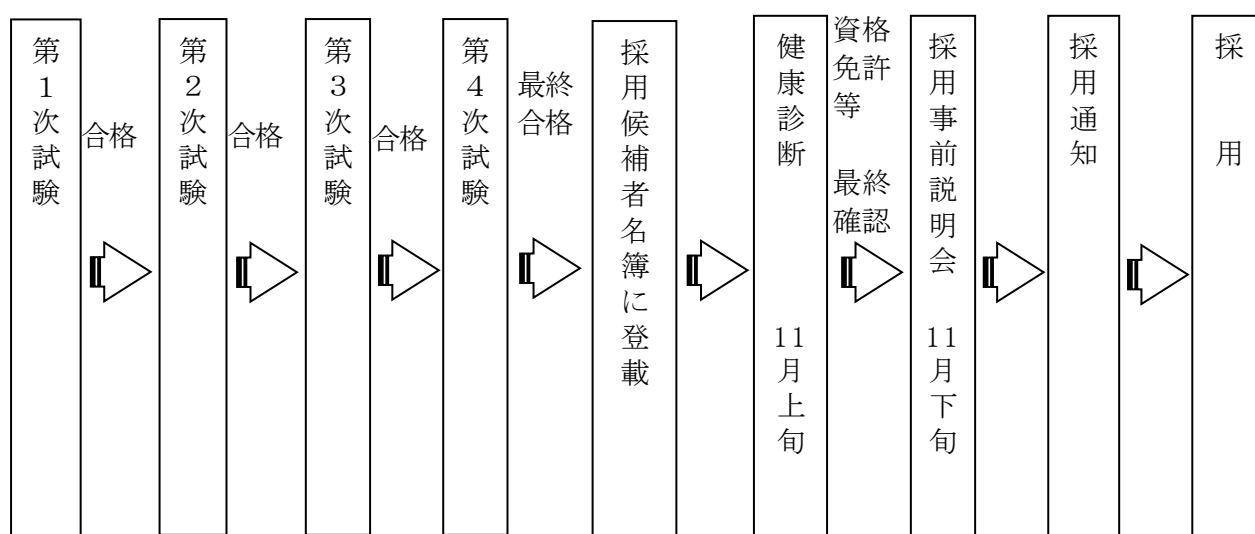 第1次試験
合格
第2次試験
合格
第3次試験
合格
第4次試験
最終
合格
採用候補者名簿に登載
健康診断　11月上旬
資格
免許
等
最終
確認
採用事前説明会　11月下旬
採用通知
採　用